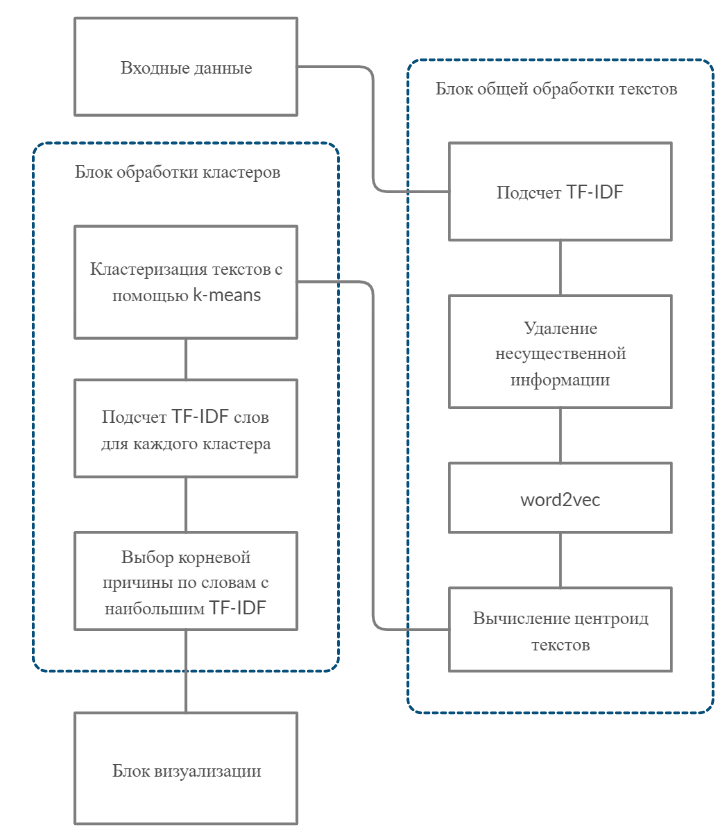 Входные данные
Блок общей обработки текстов
Подсчет TF-IDF
Удаление
несущественной
информации
word2vec
Вычисление центроид
текстов
Блок обработки кластеров
Кластеризация текстов с
помощью k-means
Подсчет TF-IDF слов
для каждого кластера
Выбор корневой
причины по словам с
наибольшим TF-IDF
Блок визуализации